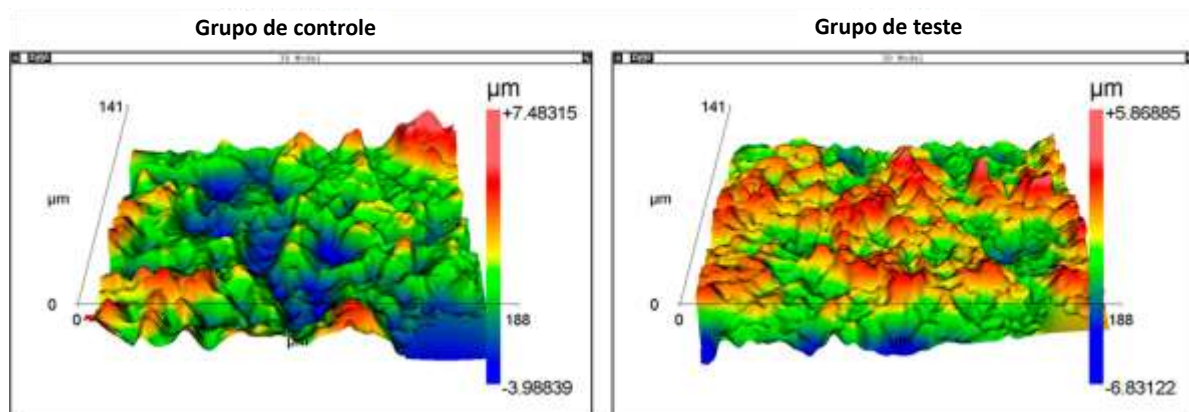 Grupo de controle
Grupo de teste
3D Model
µm
+7.48315
141
µm
0
0
188
µm
-3.98839
3D Model
µm
+5.86885
141
µm
0
0
188
µm
-6.83122